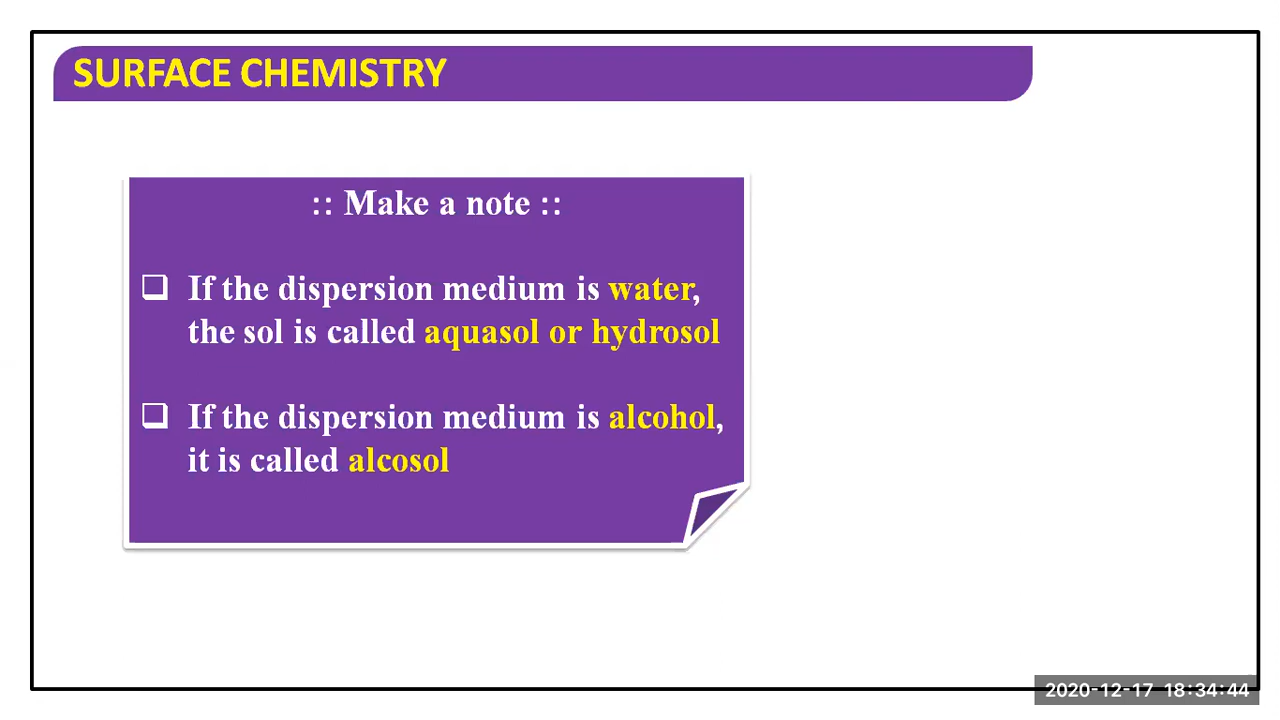 SURFACE CHEMISTRY
:: Make a note ::
❑ If the dispersion medium is water,
the sol is called aquasol or hydrosol
❑ If the dispersion medium is alcohol,
it is called alcosol
2020-12-17 18:34:44